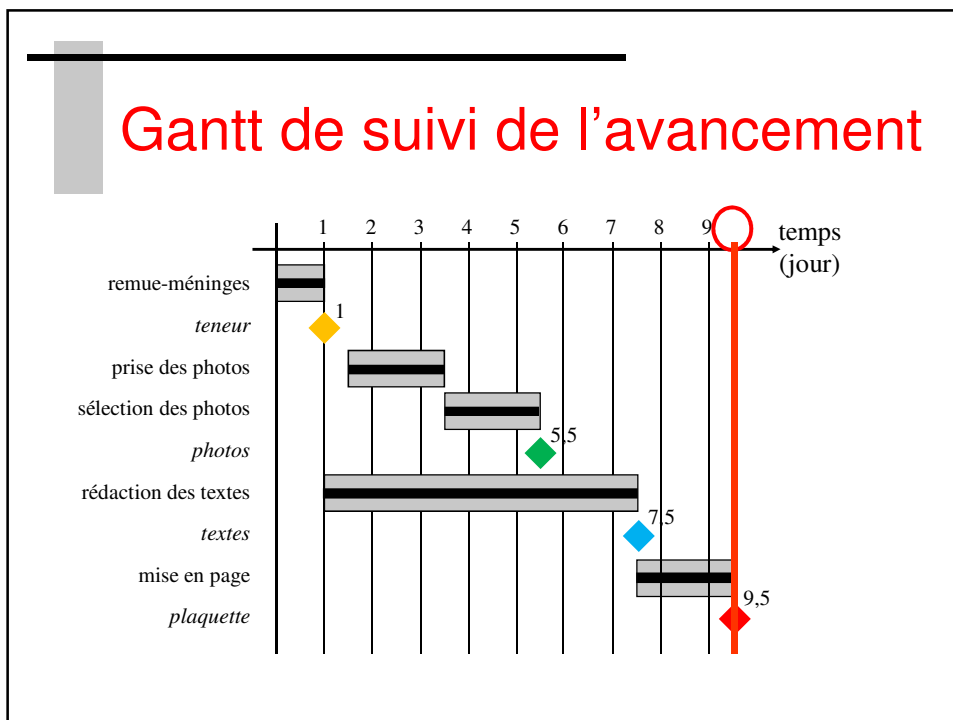 Gantt de suivi de l’avancement
1 2 3 4 5 6 7 8 9 temps
(jour)
remue-méninges
teneur 1
prise des photos
sélection des photos
photos 5,5
rédaction des textes
textes 7,5
mise en page
plaquette 9,5